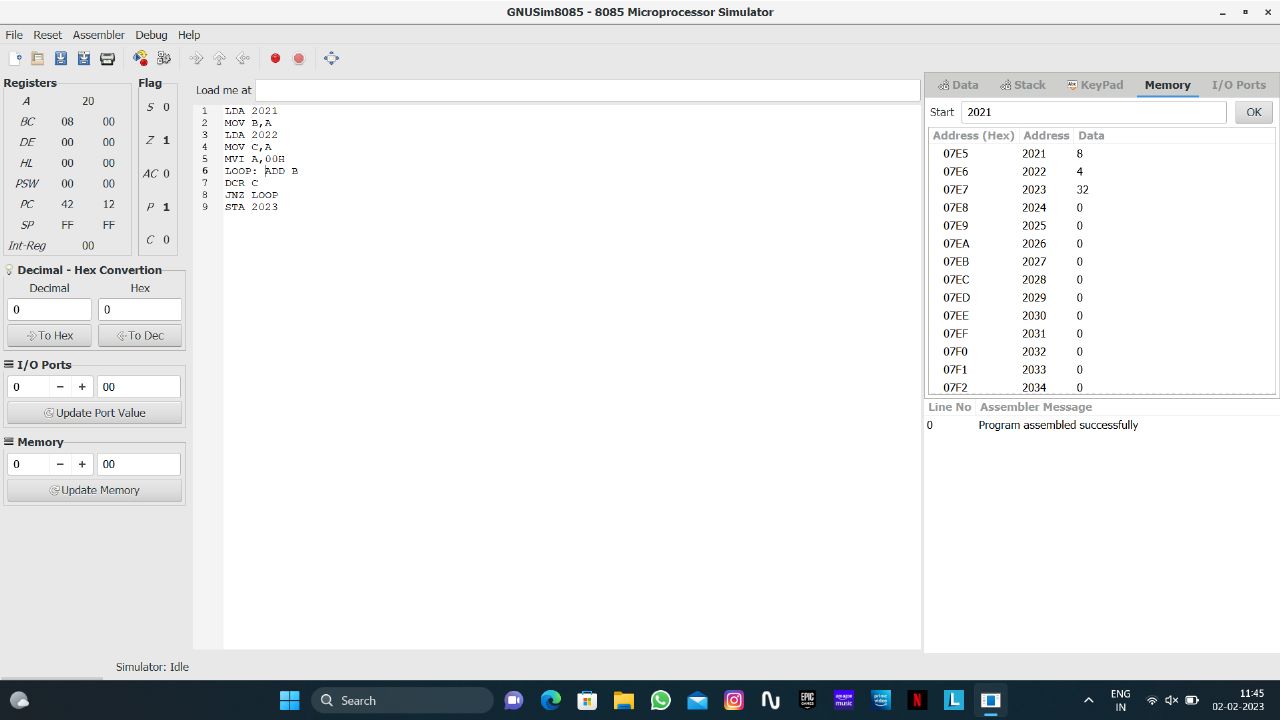 GNUSim8085 - 8085 Microprocessor Simulator
File Reset Assembler Debug Help
Registers
A 20
BC 08 00
DE 00 00
HL 00 00
PSW 00 00
PC 42 12
SP FF FF
Int-Reg 00
Flag
S 0
Z 1
AC 0
P 1
C 0
Decimal - Hex Convertion
Decimal Hex
0 0
To Hex To Dec
I/O Ports
0 − + 00
Update Port Value
Memory
0 − + 00
Update Memory
Load me at
1 LDA 2021
2 MOV B,A
3 LDA 2022
4 MOV C,A
5 MVI A,00H
6 LOOP: ADD B
7 DCR C
8 JNZ LOOP
9 STA 2023
Data Stack KeyPad Memory I/O Ports
Start 2021 OK
Address (Hex) Address Data
07E5 2021 8
07E6 2022 4
07E7 2023 32
07E8 2024 0
07E9 2025 0
07EA 2026 0
07EB 2027 0
07EC 2028 0
07ED 2029 0
07EE 2030 0
07EF 2031 0
07F0 2032 0
07F1 2033 0
07F2 2034 0
Line No Assembler Message
0 Program assembled successfully
Simulator: Idle
Search
EPIC GAMES
amazon music
prime video
N
L
ENG
IN
11:45
02-02-2023